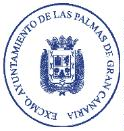 EXCMO. AYUNTAMIENTO DE LAS PALMAS DE GRAN CANARIA